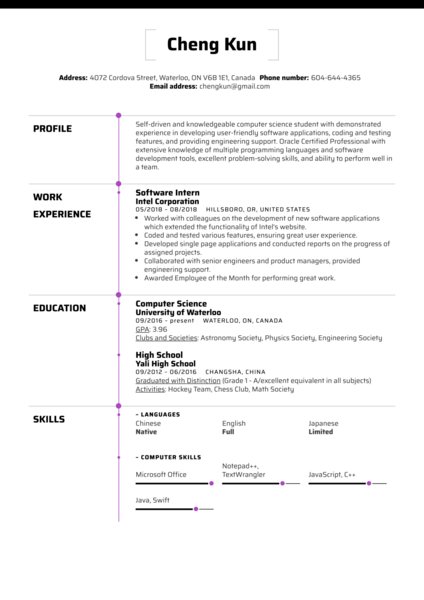 Cheng Kun
Address: 4072 Cordova Street, Waterloo, ON V6B 1E1, Canada Phone number: 604-644-4365
Email address: chengkun@gmail.com
PROFILE
Self-driven and knowledgeable computer science student with demonstrated
experience in developing user-friendly software applications, coding and testing
features, and providing engineering support. Oracle Certified Professional with
extensive knowledge of multiple programming languages and software
development tools, excellent problem-solving skills, and ability to perform well in
a team.
WORK
EXPERIENCE
Software Intern
Intel Corporation
05/2018 - 08/2018 HILLSBORO, OR, UNITED STATES
• Worked with colleagues on the development of new software applications
which extended the functionality of Intel's website.
• Coded and tested various features, ensuring great user experience.
• Developed single page applications and conducted reports on the progress of
assigned projects.
• Collaborated with senior engineers and product managers, provided
engineering support.
• Awarded Employee of the Month for performing great work.
EDUCATION
Computer Science
University of Waterloo
09/2016 - present WATERLOO, ON, CANADA
GPA: 3.96
Clubs and Societies: Astronomy Society, Physics Society, Engineering Society
High School
Yali High School
09/2012 - 06/2016 CHANGSHA, CHINA
Graduated with Distinction (Grade 1 - A/excellent equivalent in all subjects)
Activities: Hockey Team, Chess Club, Math Society
SKILLS
- LANGUAGES
Chinese English Japanese
Native Full Limited
- COMPUTER SKILLS
Microsoft Office
Notepad++,
TextWrangler
JavaScript, C++
Java, Swift